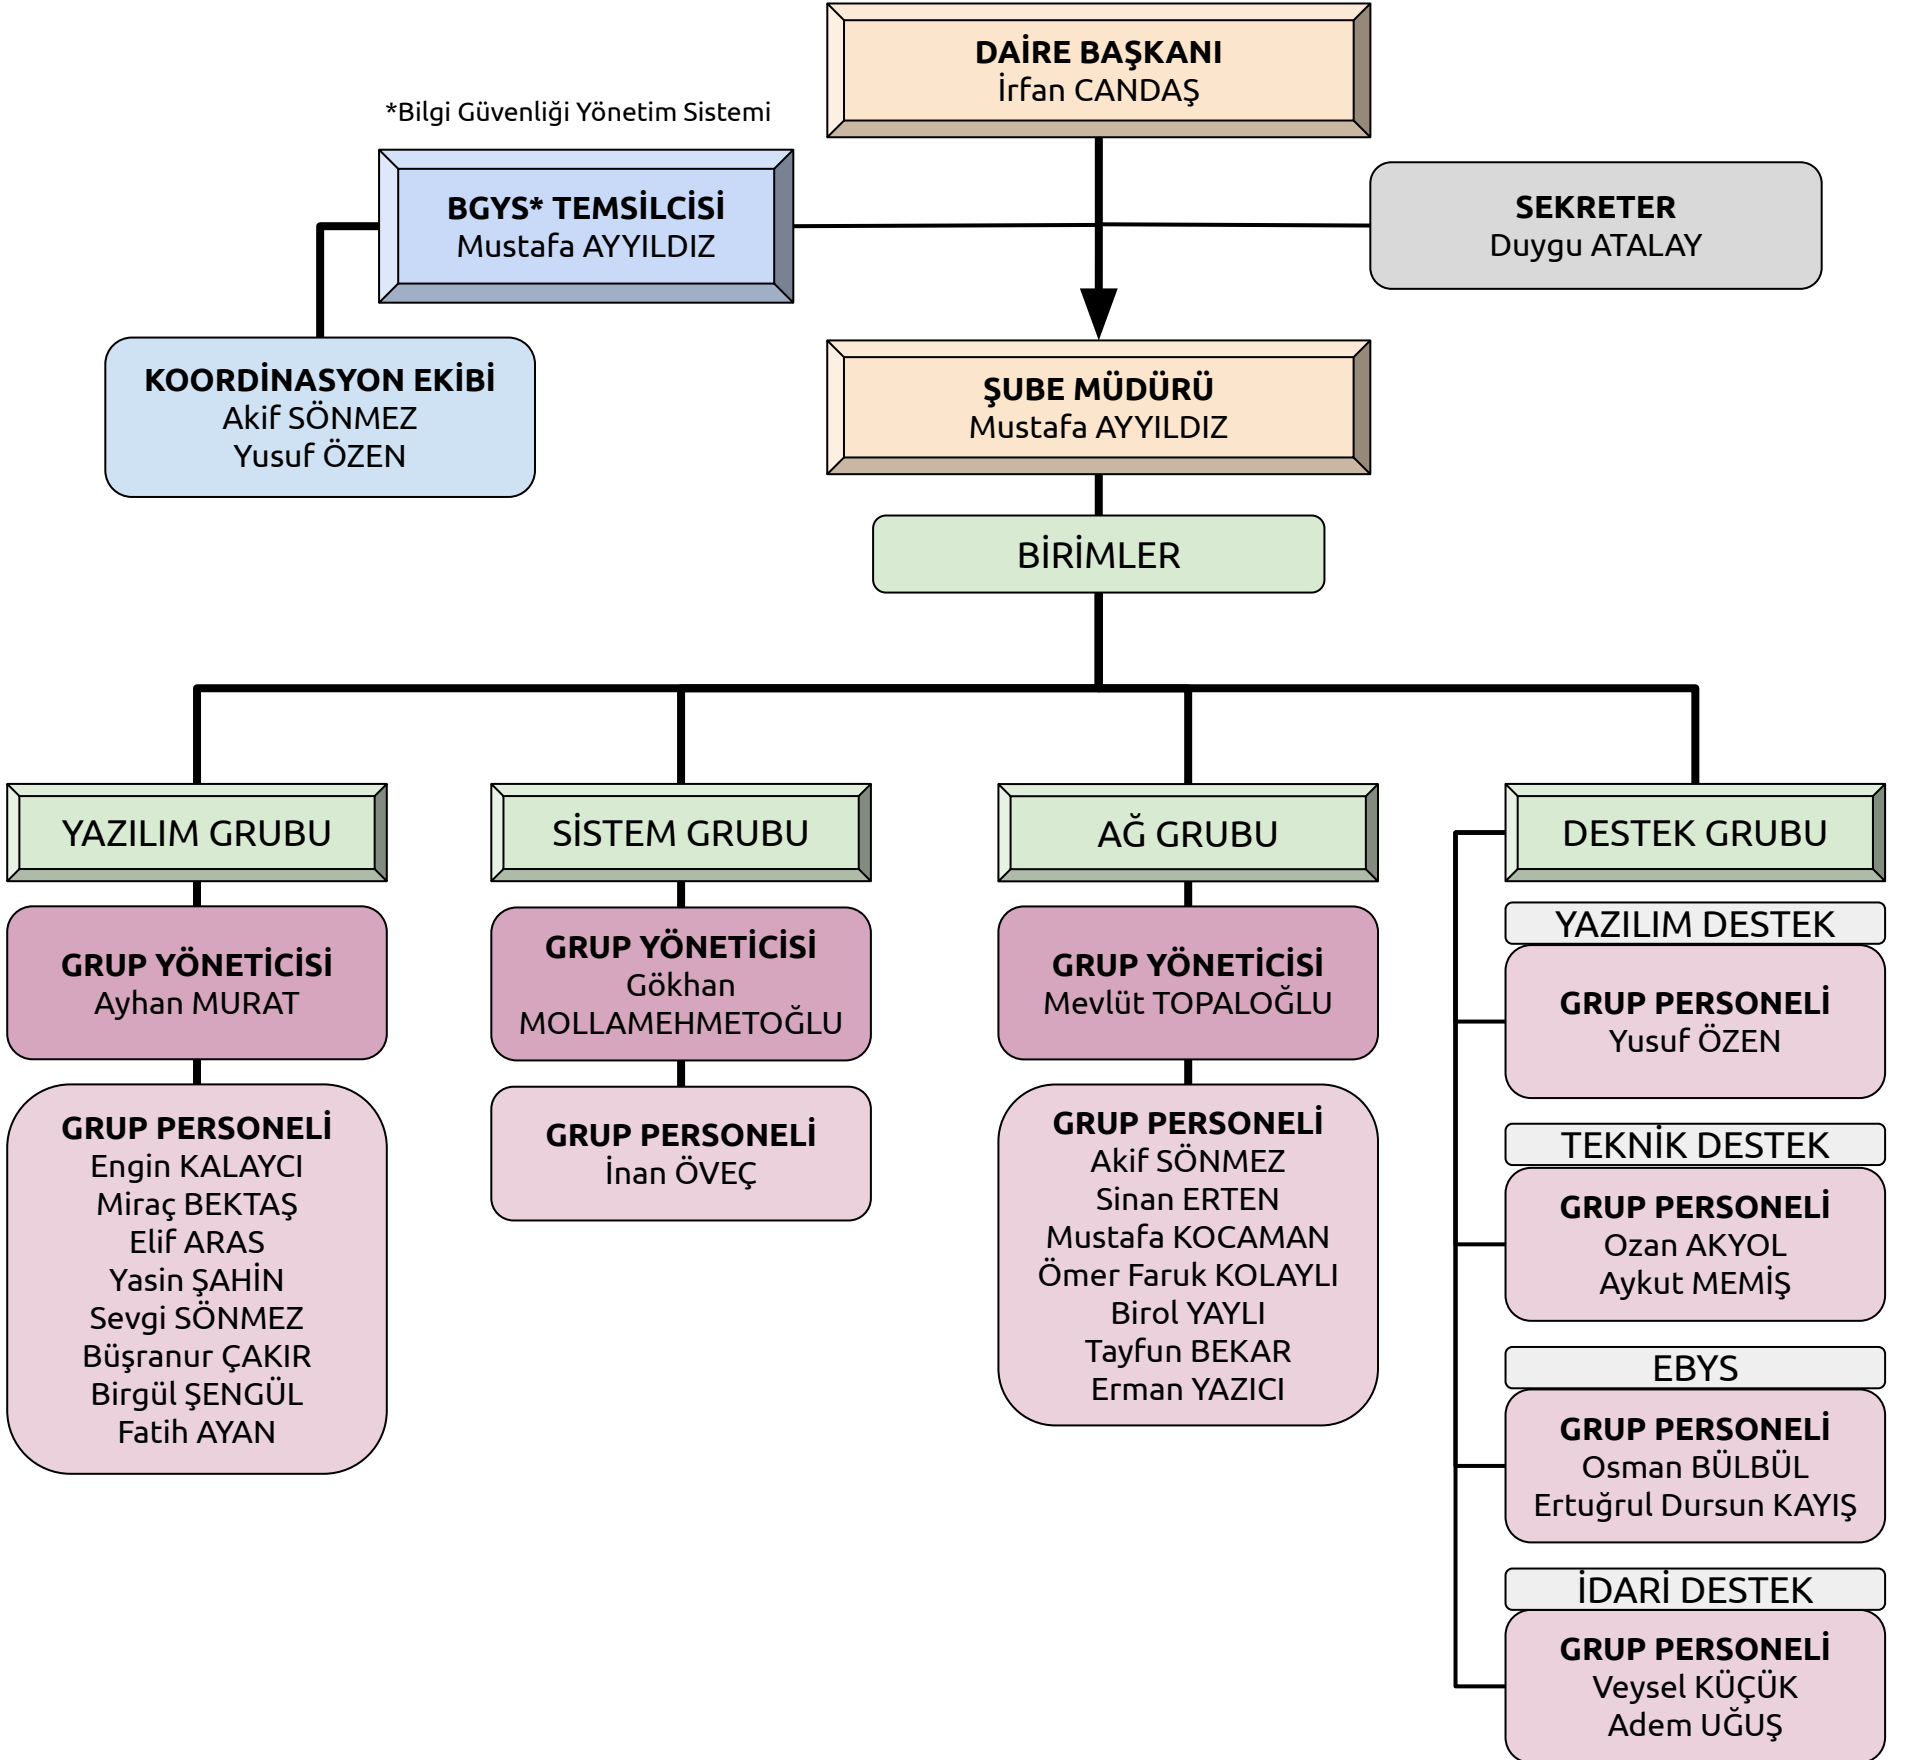 DAİRE BAŞKANI
İrfan CANDAŞ
*Bilgi Güvenliği Yönetim Sistemi
BGYS* TEMSİLCİSİ
Mustafa AYYILDIZ
SEKRETER
Duygu ATALAY
KOORDİNASYON EKİBİ
Akif SÖNMEZ
Yusuf ÖZEN
ŞUBE MÜDÜRÜ
Mustafa AYYILDIZ
BİRİMLER
YAZILIM GRUBU
GRUP YÖNETİCİSİ
Ayhan MURAT
GRUP PERSONELİ
Engin KALAYCI
Miraç BEKTAŞ
Elif ARAS
Yasin ŞAHİN
Sevgi SÖNMEZ
Büşranur ÇAKIR
Birgül ŞENGÜL
Fatih AYAN
SİSTEM GRUBU
GRUP YÖNETİCİSİ
Gökhan
MOLLAMEHMETOĞLU
GRUP PERSONELİ
İnan ÖVEÇ
AĞ GRUBU
GRUP YÖNETİCİSİ
Mevlüt TOPALOĞLU
GRUP PERSONELİ
Akif SÖNMEZ
Sinan ERTEN
Mustafa KOCAMAN
Ömer Faruk KOLAYLI
Birol YAYLI
Tayfun BEKAR
Erman YAZICI
DESTEK GRUBU
YAZILIM DESTEK
GRUP PERSONELİ
Yusuf ÖZEN
TEKNİK DESTEK
GRUP PERSONELİ
Ozan AKYOL
Aykut MEMİŞ
EBYS
GRUP PERSONELİ
Osman BÜLBÜL
Ertuğrul Dursun KAYIŞ
İDARİ DESTEK
GRUP PERSONELİ
Veysel KÜÇÜK
Adem UĞUŞ